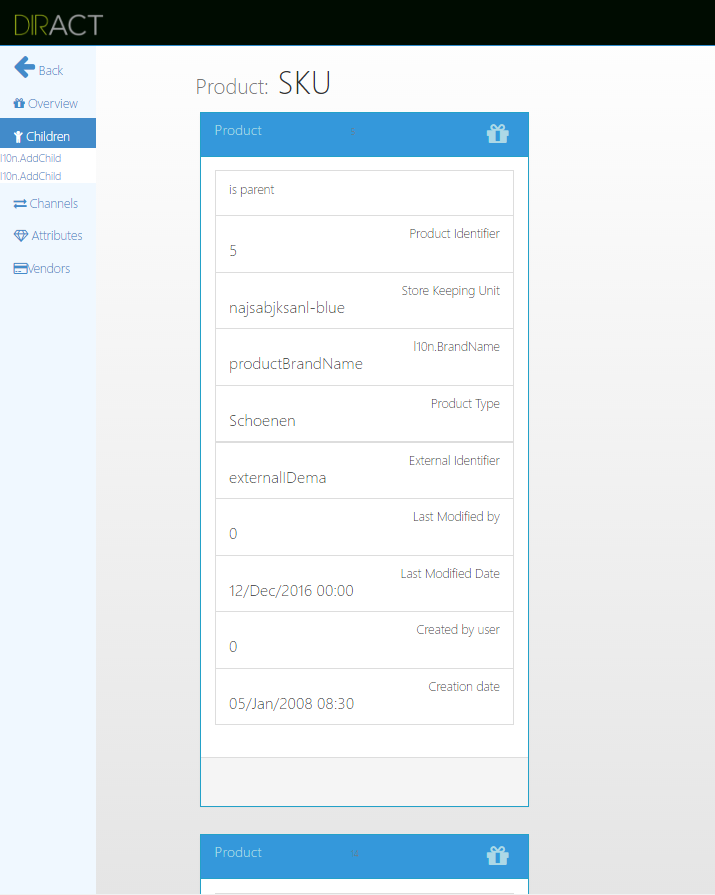 DIRACT
Back
Overview
Children
l10n.AddChild
l10n.AddChild
Channels
Attributes
Vendors
Product: SKU
Product
is parent
Product Identifier
5
Store Keeping Unit
najsabjksanl-blue
l10n.BrandName
productBrandName
Product Type
Schoenen
External Identifier
externalIDema
Last Modified by
0
Last Modified Date
12/Dec/2016 00:00
Created by user
0
Creation date
05/Jan/2008 08:30
Product